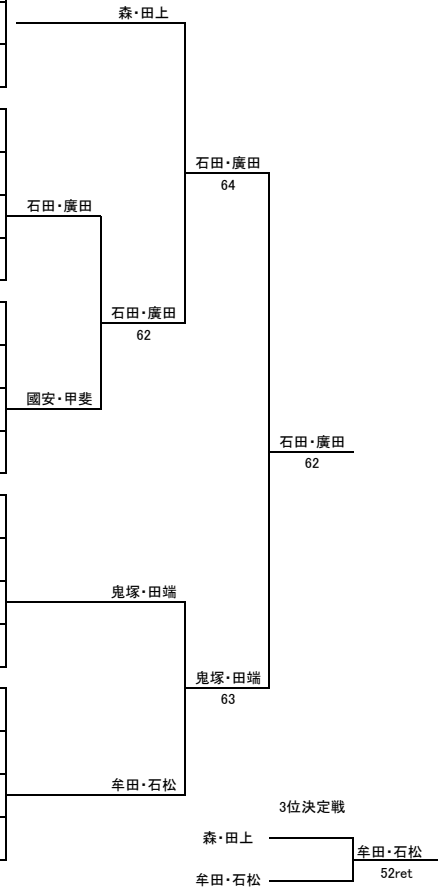 森・田上
石田・廣田
64
石田・廣田
石田・廣田
62
國安・甲斐
石田・廣田
62
鬼塚・田端
鬼塚・田端
63
牟田・石松
3位決定戦
森・田上
牟田・石松
52ret
牟田・石松